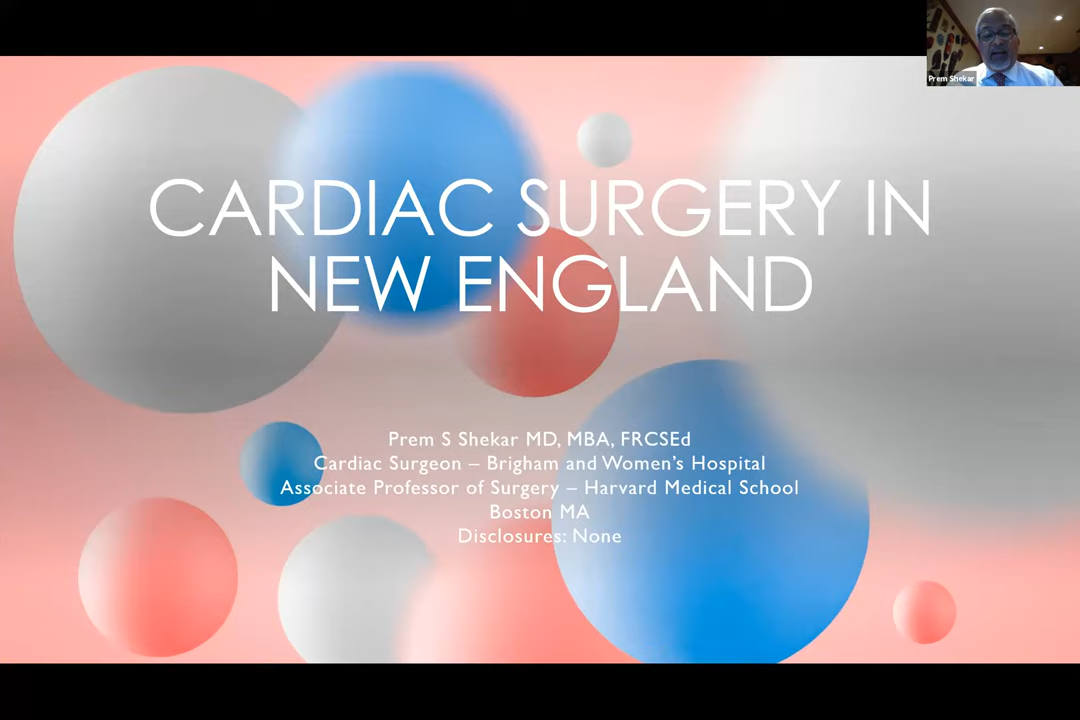 Prem Shekar
CARDIAC SURGERY IN
NEW ENGLAND
Prem S Shekar MD, MBA, FRCSEd
Cardiac Surgeon – Brigham and Women's Hospital
Associate Professor of Surgery – Harvard Medical School
Boston MA
Disclosures: None